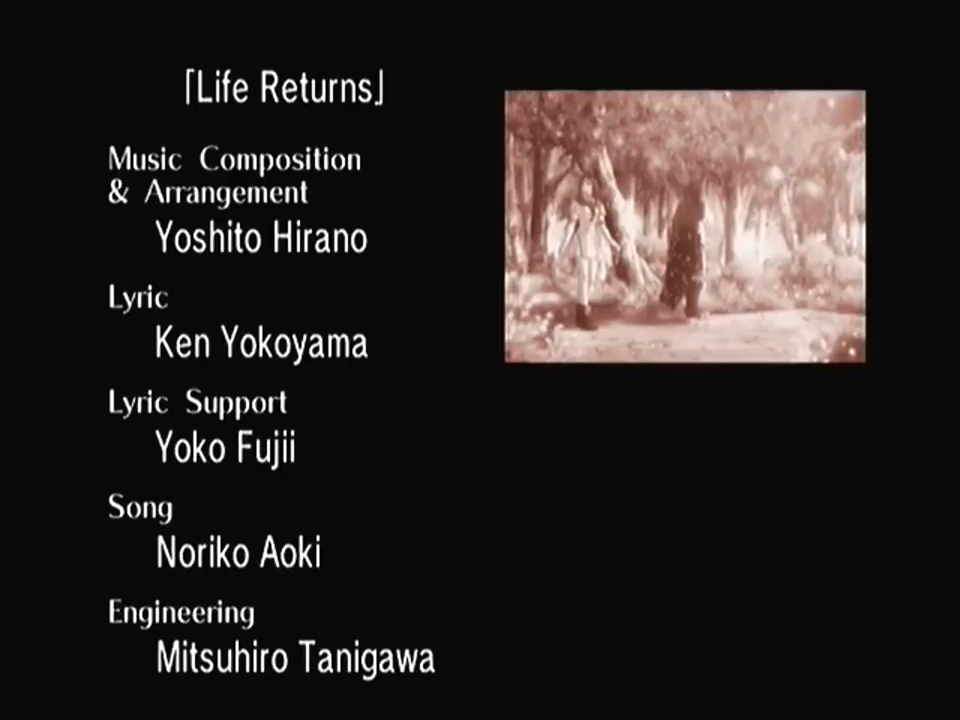 「Life Returns」
Music Composition
& Arrangement
Yoshito Hirano
Lyric
Ken Yokoyama
Lyric Support
Yoko Fujii
Song
Noriko Aoki
Engineering
Mitsuhiro Tanigawa